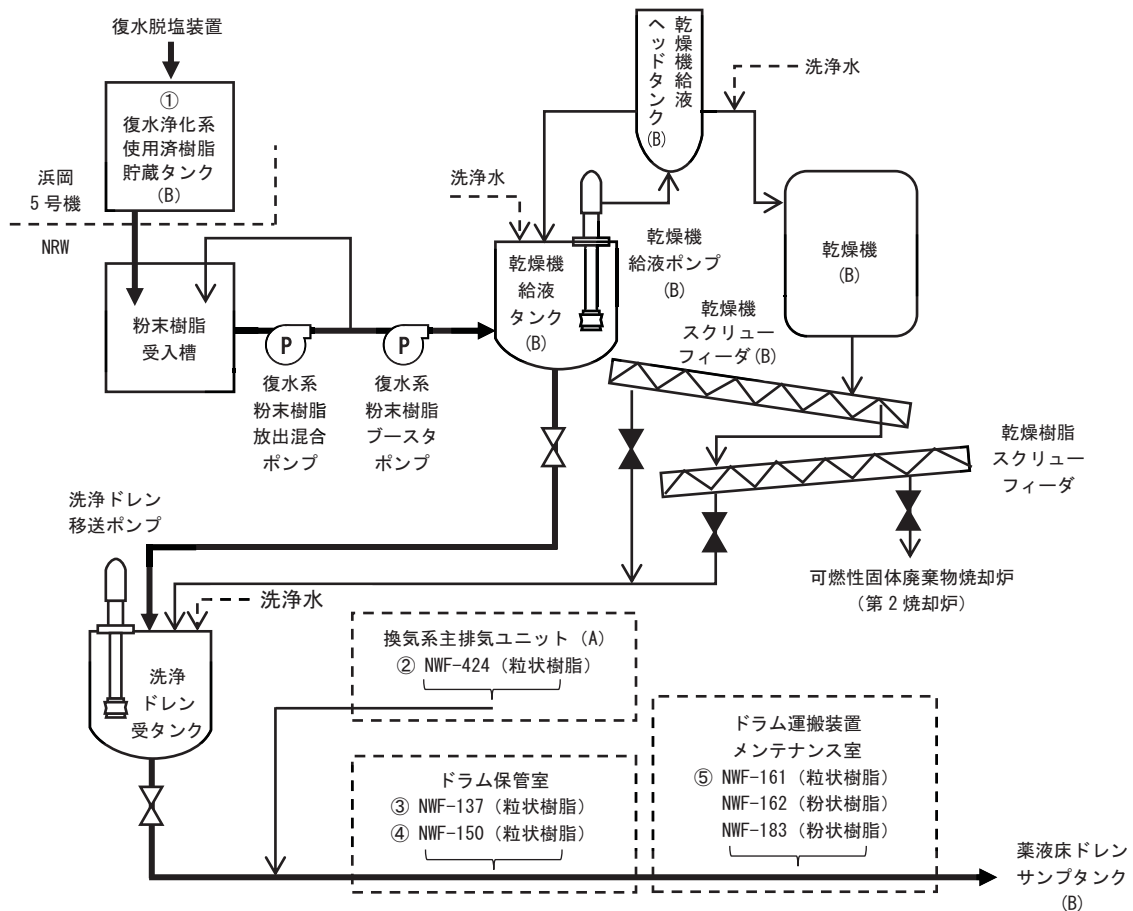 復水脱塩装置
①
復水浄化系
使用済樹脂
貯蔵タンク
(B)
浜岡
5号機
NRW
粉末樹脂
受入槽
P
P
復水系
粉末樹脂
放出混合
ポンプ
復水系
粉末樹脂
ブースタ
ポンプ
洗浄水
乾燥機
給液
タンク
(B)
乾燥機給液
ヘッドタンク
(B)
洗浄水
乾燥機
給液ポンプ
(B)
乾燥機
(B)
乾燥機
スクリュー
フィーダ(B)
乾燥樹脂
スクリュー
フィーダ
可燃性固体廃棄物焼却炉
(第2焼却炉)
洗浄ドレン
移送ポンプ
洗浄水
洗浄
ドレン
受タンク
換気系主排気ユニット (A)
② NWF-424 (粒状樹脂)
ドラム保管室
③ NWF-137 (粒状樹脂)
④ NWF-150 (粒状樹脂)
ドラム運搬装置
メンテナンス室
⑤ NWF-161 (粒状樹脂)
NWF-162 (粉状樹脂)
NWF-183 (粉状樹脂)
薬液床ドレン
サンプタンク
(B)